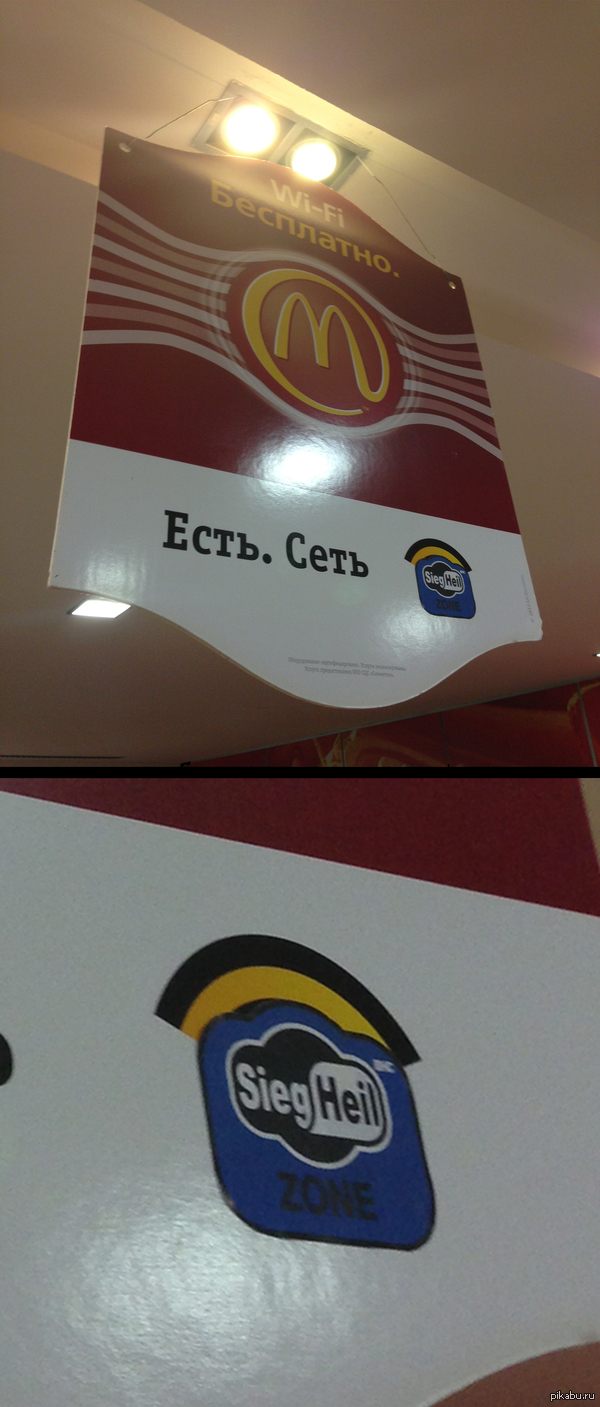 Wi-Fi
Бесплатно.
Есть. Сеть
SiegHeil
ZONE
SiegHeil
ZONE
pikabu.ru